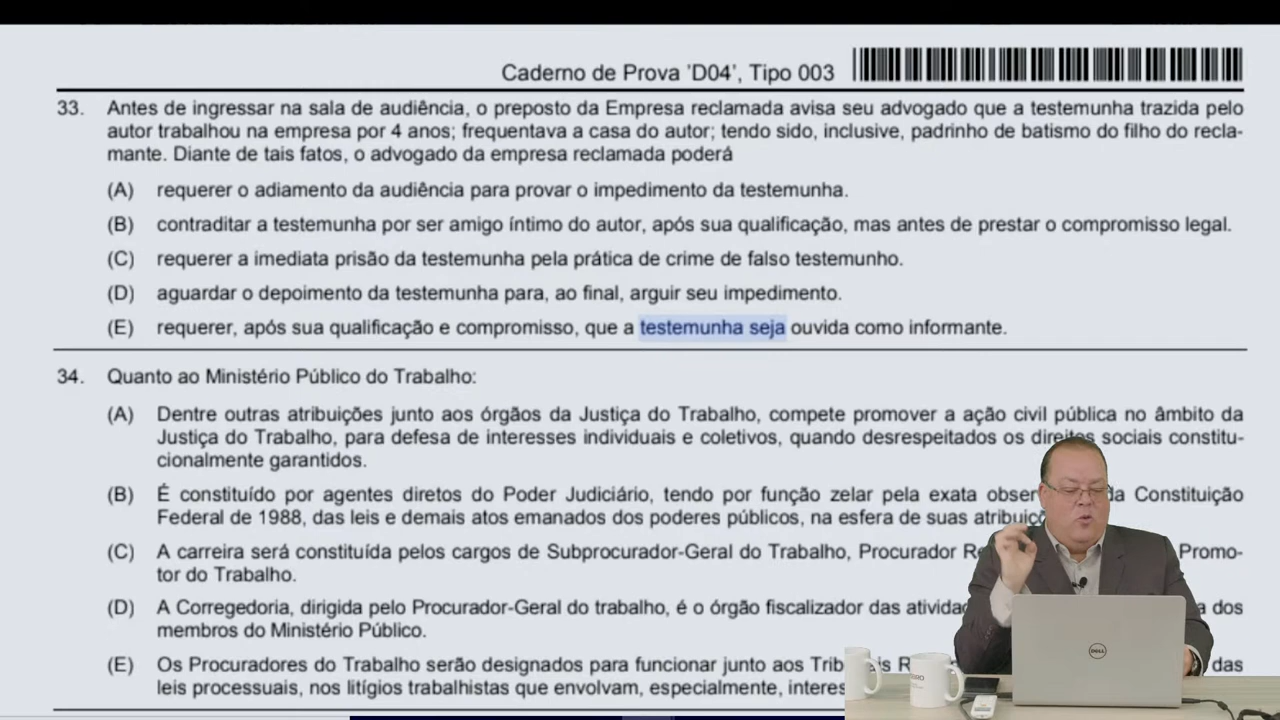 Caderno de Prova 'D04', Tipo 003
33. Antes de ingressar na sala de audiência, o preposto da Empresa reclamada avisa seu advogado que a testemunha trazida pelo
autor trabalhou na empresa por 4 anos; frequentava a casa do autor; tendo sido, inclusive, padrinho de batismo do filho do recla-
mante. Diante de tais fatos, o advogado da empresa reclamada poderá
(A) requerer o adiamento da audiência para provar o impedimento da testemunha.
(B) contraditar a testemunha por ser amigo íntimo do autor, após sua qualificação, mas antes de prestar o compromisso legal.
(C) requerer a imediata prisão da testemunha pela prática de crime de falso testemunho.
(D) aguardar o depoimento da testemunha para, ao final, arguir seu impedimento.
(E) requerer, após sua qualificação e compromisso, que a testemunha seja ouvida como informante.
34. Quanto ao Ministério Público do Trabalho:
(A) Dentre outras atribuições junto aos órgãos da Justiça do Trabalho, compete promover a ação civil pública no âmbito da
Justiça do Trabalho, para defesa de interesses individuais e coletivos, quando desrespeitados os direitos sociais constitu-
cionalmente garantidos.
(B) É constituído por agentes diretos do Poder Judiciário, tendo por função zelar pela exata obser da Constituição
Federal de 1988, das leis e demais atos emanados dos poderes públicos, na esfera de suas atribuiç
(C) A carreira será constituída pelos cargos de Subprocurador-Geral do Trabalho, Procurador Promo-
tor do Trabalho.
(D) A Corregedoria, dirigida pelo Procurador-Geral do trabalho, é o órgão fiscalizador das dos
membros do Ministério Público.
(E) Os Procuradores do Trabalho serão designados para funcionar junto aos das
leis processuais, nos litígios trabalhistas que envolvam, especialmente,
DELL